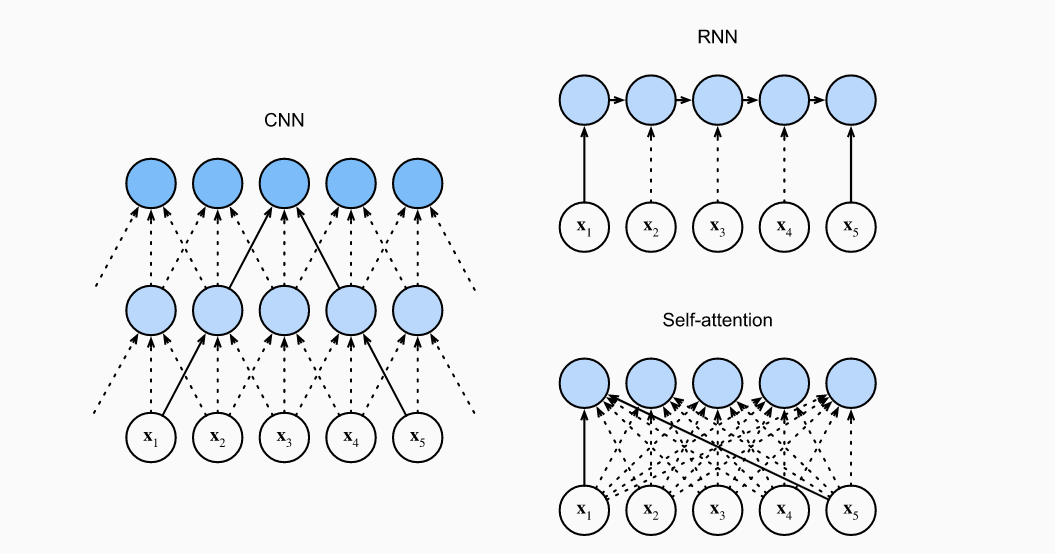 CNN
x1 x2 x3 x4 x5
RNN
x1 x2 x3 x4 x5
Self-attention
x1 x2 x3 x4 x5